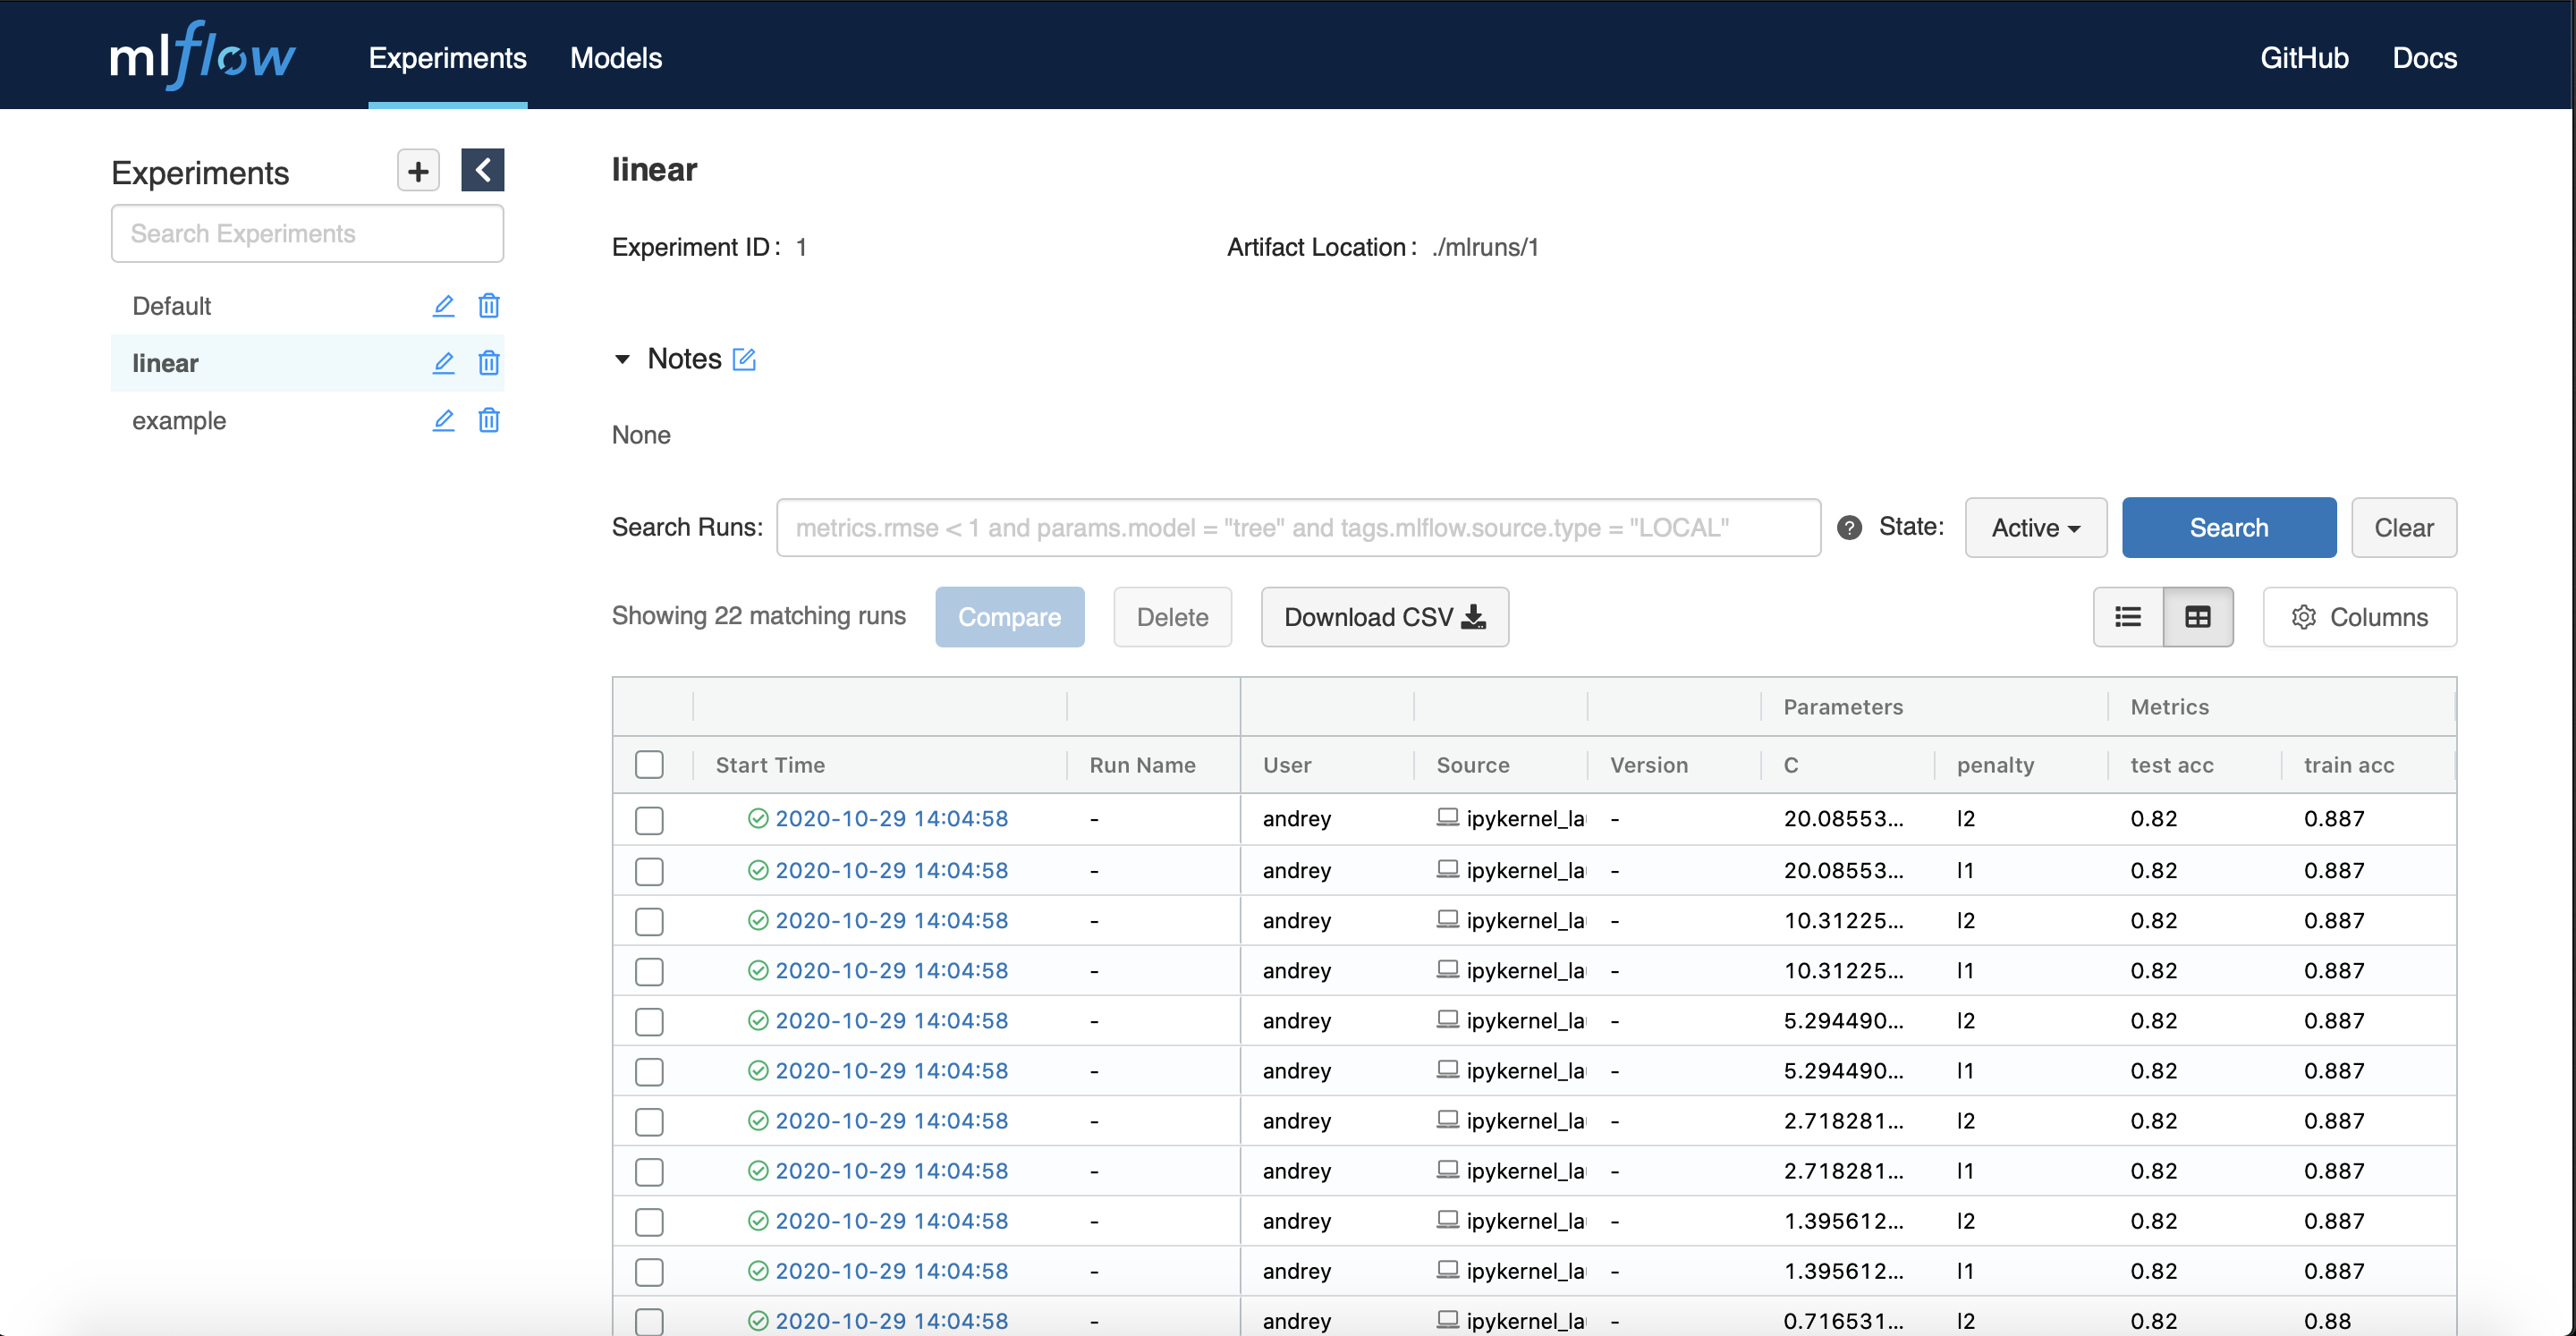 mlflow Experiments Models GitHub Docs
Experiments
Search Experiments
Default
linear
example
linear
Experiment ID: 1 Artifact Location: ./mlruns/1
Notes
None
Search Runs: metrics.rmse < 1 and params.model = "tree" and tags.mlflow.source.type = "LOCAL" State: Active Search Clear
Showing 22 matching runs Compare Delete Download CSV Columns
Parameters Metrics
Start Time Run Name User Source Version C penalty test acc train acc
2020-10-29 14:04:58 - andrey ipykernel_la - 20.08553... l2 0.82 0.887
2020-10-29 14:04:58 - andrey ipykernel_la - 20.08553... l1 0.82 0.887
2020-10-29 14:04:58 - andrey ipykernel_la - 10.31225... l2 0.82 0.887
2020-10-29 14:04:58 - andrey ipykernel_la - 10.31225... l1 0.82 0.887
2020-10-29 14:04:58 - andrey ipykernel_la - 5.294490... l2 0.82 0.887
2020-10-29 14:04:58 - andrey ipykernel_la - 5.294490... l1 0.82 0.887
2020-10-29 14:04:58 - andrey ipykernel_la - 2.718281... l2 0.82 0.887
2020-10-29 14:04:58 - andrey ipykernel_la - 2.718281... l1 0.82 0.887
2020-10-29 14:04:58 - andrey ipykernel_la - 1.395612... l2 0.82 0.887
2020-10-29 14:04:58 - andrey ipykernel_la - 1.395612... l1 0.82 0.887
2020-10-29 14:04:58 - andrey ipykernel_la - 0.716531... l2 0.82 0.88